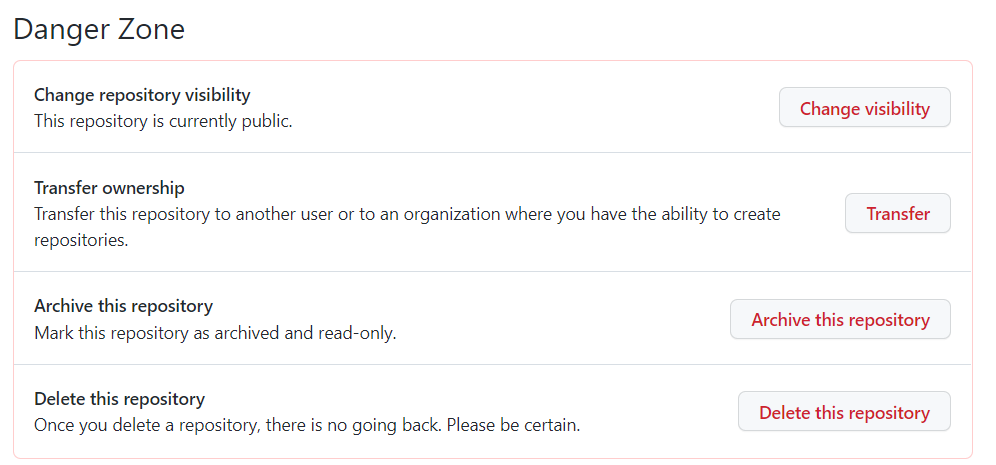 Danger Zone
Change repository visibility
This repository is currently public.
Change visibility
Transfer ownership
Transfer this repository to another user or to an organization where you have the ability to create
repositories.
Transfer
Archive this repository
Mark this repository as archived and read-only.
Archive this repository
Delete this repository
Once you delete a repository, there is no going back. Please be certain.
Delete this repository